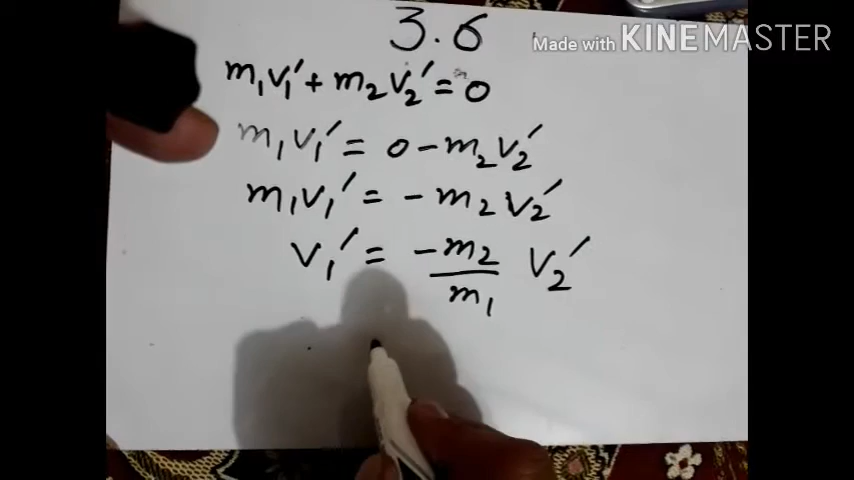 3.6
Made with KINEMASTER
m₁v₁′ + m₂v₂′ = 0
m₁v₁′ = 0 - m₂v₂′
m₁v₁′ = - m₂v₂′
v₁′ = -m₂/m₁ v₂′